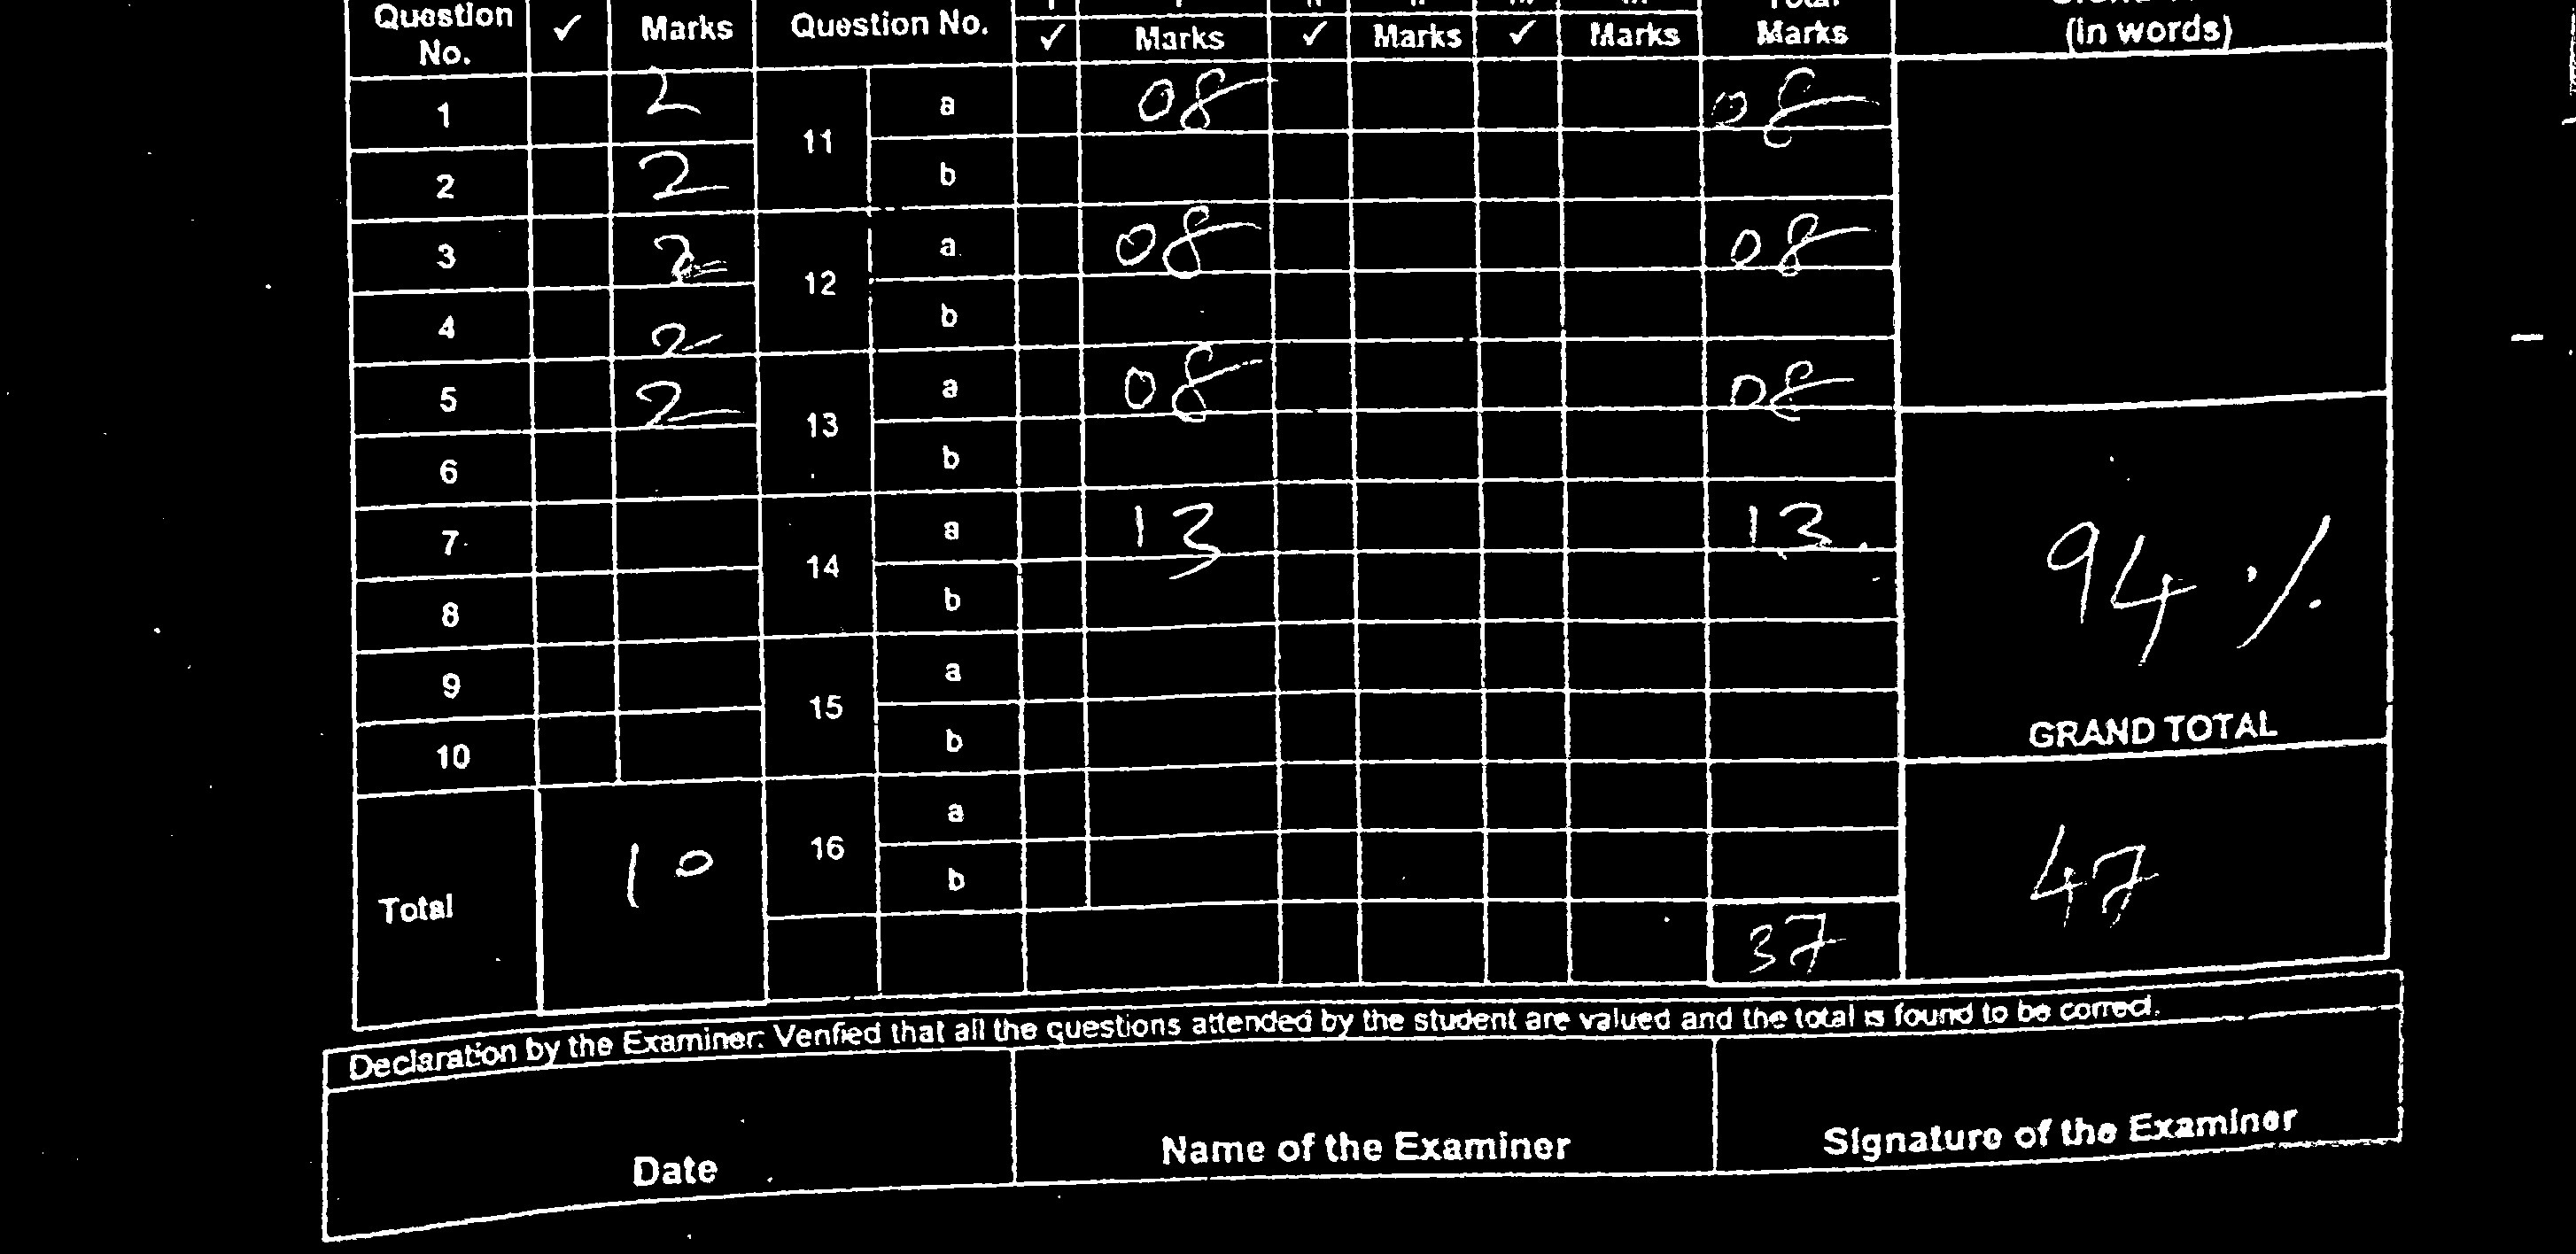 Question No. ✓ Marks Question No. ✓ Marks ✓ Marks ✓ Marks Marks (In words)
1 2 11 a 08 08
2 2 b
3 2 12 a 08 08
4 2 b
5 2 13 a 08 08
6 b
7 14 a 13 13
8 b
94 %
9 15 a
10 b
GRAND TOTAL
Total 10 16 a
b
47
37
Declaration by the Examiner: Verified that all the questions attended by the student are valued and the total is found to be correct.
Date Name of the Examiner Signature of the Examiner